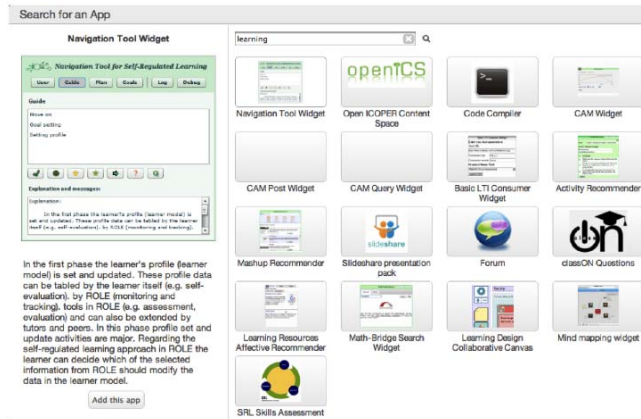 Search for an App
Navigation Tool Widget
Navigation Tool for Self-Regulated Learning
User Guide Plan Goals Log Debug
Guide
Move on
Goal setting
Setting profile
Explanation and messages:
Explanation:
In the first phase the learner's profile (learner model) is
set and updated. These profile data can be tabled by the learner
itself (e.g. self-evaluation). by ROLE (monitoring and tracking).
In the first phase the learner's profile (learner
model) is set and updated. These profile data
can be tabled by the learner itself (e.g. self-
evaluation). by ROLE (monitoring and
tracking), tools in ROLE (e.g. assessment,
evaluation) and can also be extended by
tutors and peers. In this phase profile set and
update activities are major. Regarding the
self-regulated learning approach in ROLE the
learner can decide which of the selected
information from ROLE should modify the
data in the learner model.
Add this app
learning
openICS
>_
Navigation Tool Widget
Open ICOPER Content
Space
Code Compiler
CAM Widget
CAM Post Widget
CAM Query Widget
Basic LTI Consumer
Widget
Activity Recommender
slideshare
ON
Mashup Recommender
Slideshare presentation
pack
Forum
classON Questions
Learning Resources
Affective Recommender
Math-Bridge Search
Widget
Learning Design
Collaborative Canvas
Mind mapping widget
SRL
SRL Skills Assessment